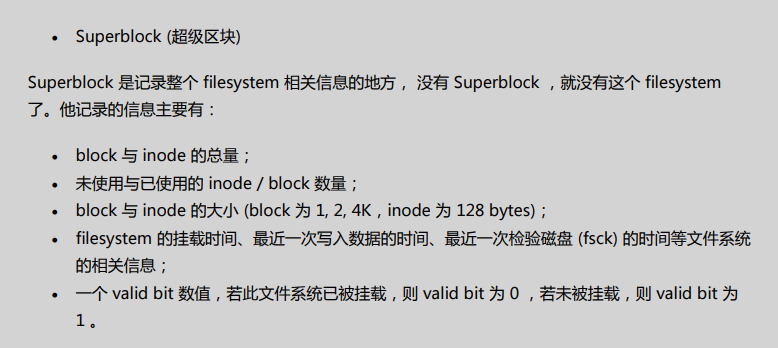 • Superblock (超级区块)
Superblock 是记录整个 filesystem 相关信息的地方， 没有 Superblock ，就没有这个 filesystem
了。他记录的信息主要有：
• block 与 inode 的总量；
• 未使用与已使用的 inode / block 数量；
• block 与 inode 的大小 (block 为 1, 2, 4K，inode 为 128 bytes)；
• filesystem 的挂载时间、最近一次写入数据的时间、最近一次检验磁盘 (fsck) 的时间等文件系统
的相关信息；
• 一个 valid bit 数值，若此文件系统已被挂载，则 valid bit 为 0 ，若未被挂载，则 valid bit 为
1 。